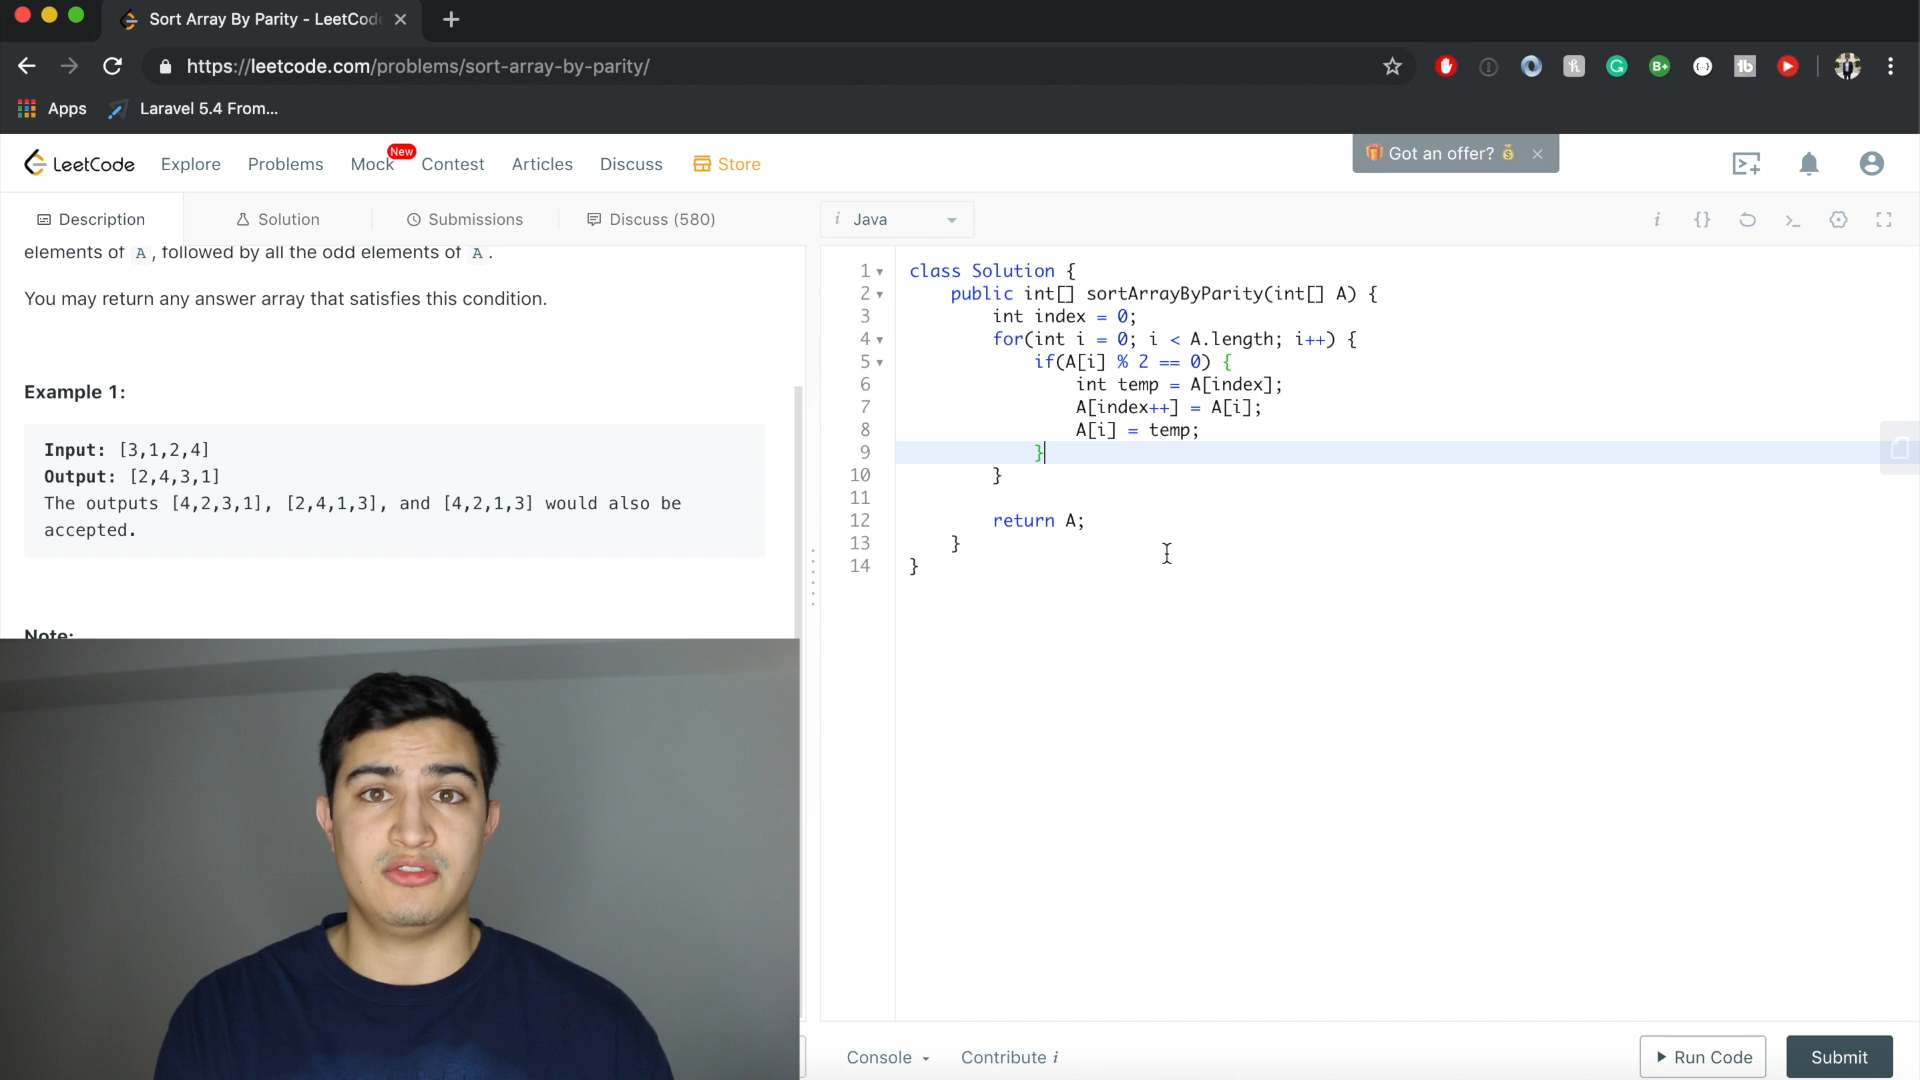 Sort Array By Parity - LeetCod
https://leetcode.com/problems/sort-array-by-parity/
Apps
Laravel 5.4 From...
LeetCode
Explore
Problems
Mock
New
Contest
Articles
Discuss
Store
Got an offer?
Description
Solution
Submissions
Discuss (580)
i Java
elements of A , followed by all the odd elements of A .
You may return any answer array that satisfies this condition.
Example 1:
Input: [3,1,2,4]
Output: [2,4,3,1]
The outputs [4,2,3,1], [2,4,1,3], and [4,2,1,3] would also be
accepted.
Note:
1 class Solution {
2 public int[] sortArrayByParity(int[] A) {
3 int index = 0;
4 for(int i = 0; i < A.length; i++) {
5 if(A[i] % 2 == 0) {
6 int temp = A[index];
7 A[index++] = A[i];
8 A[i] = temp;
9 }
10 }
11
12 return A;
13 }
14 }
Console
Contribute i
Run Code
Submit